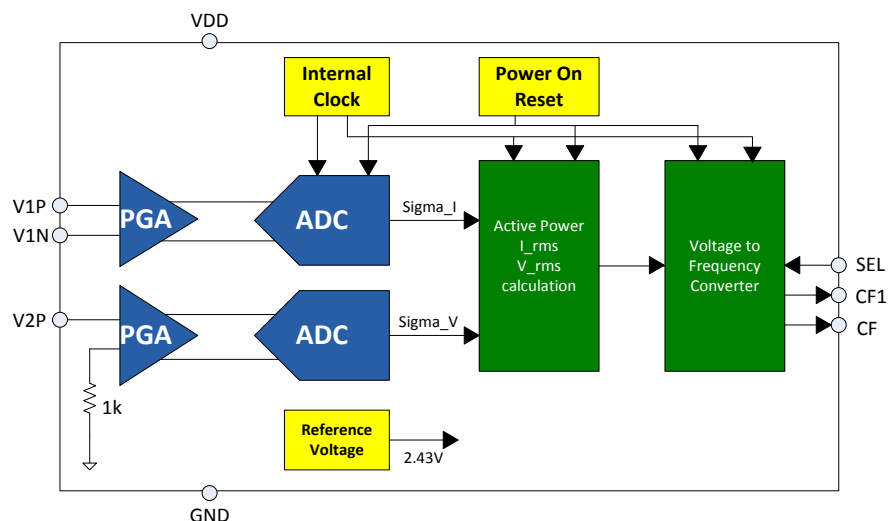 VDD
Internal
Clock
Power On
Reset
V1P
V1N
PGA
ADC
Sigma_I
Active Power
I_rms
V_rms
calculation
Voltage to
Frequency
Converter
SEL
CF1
CF
V2P
PGA
ADC
Sigma_V
1k
Reference
Voltage
2.43V
GND